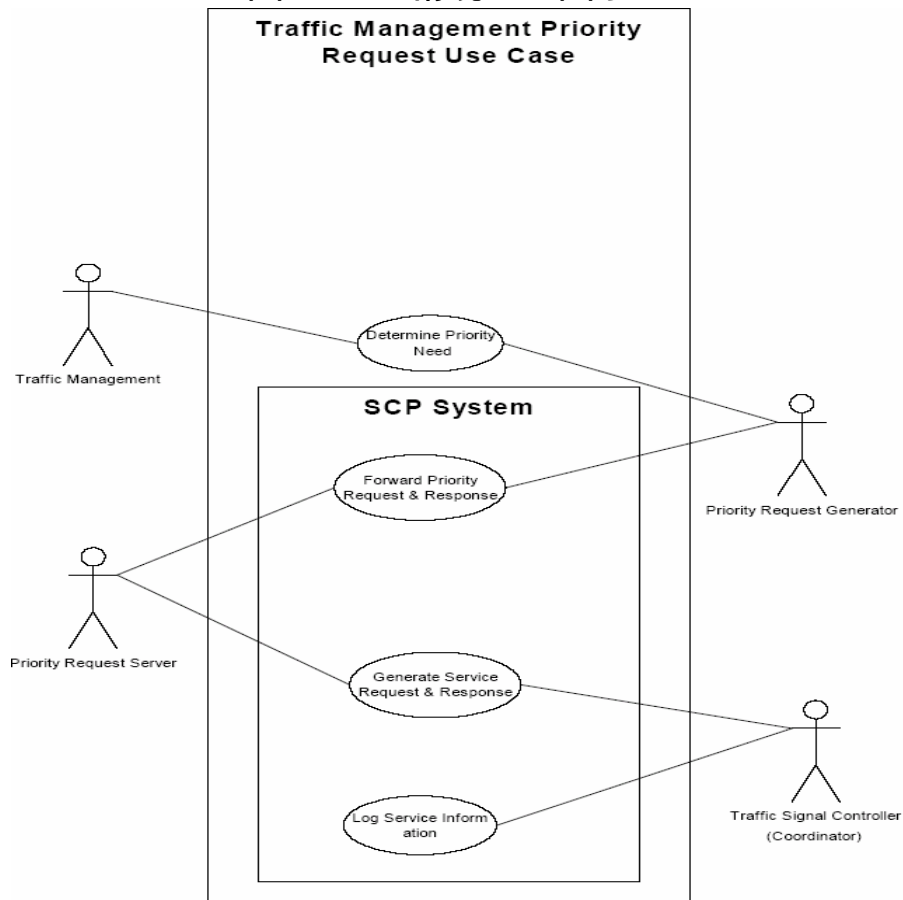 Traffic Management Priority
Request Use Case
Determine Priority
Need
Traffic Management
SCP System
Forward Priority
Request & Response
Priority Request Generator
Priority Request Server
Generate Service
Request & Response
Log Service Inform
ation
Traffic Signal Controller
(Coordinator)